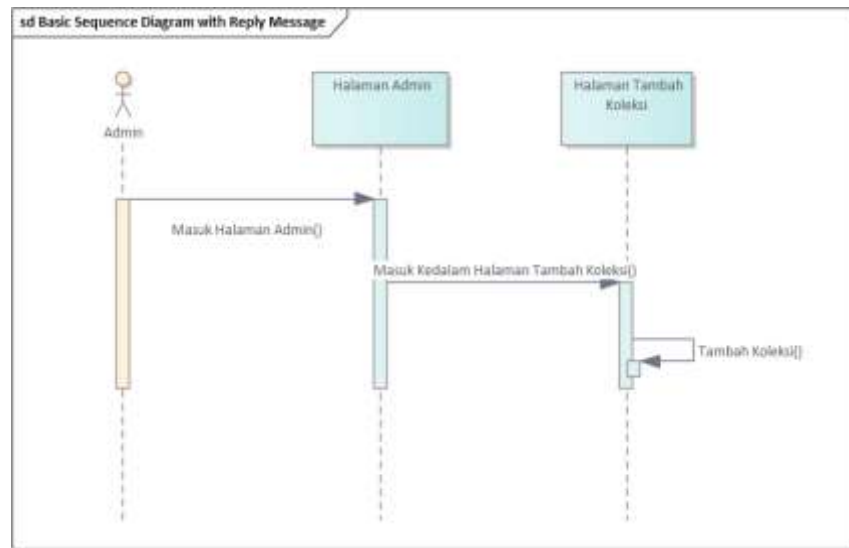 sd Basic Sequence Diagram with Reply Message
Admin
Halaman Admin
Halaman Tambah
Koleksi
Masuk Halaman Admin()
Masuk Kedalam Halaman Tambah Koleksi()
Tambah Koleksi()